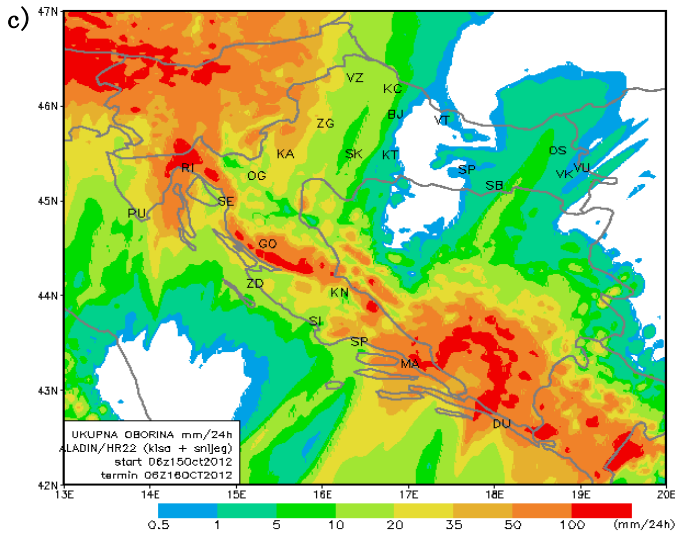 c)
47N
46N
45N
44N
43N
42N
VZ
KC
BJ
VT
ZG
KA
SK
KT
OS
RI
OG
SP
SB
VK
VU
PU
SE
GO
ZD
KN
SI
SP
MA
DU
UKUPNA OBORINA mm/24h
ALADIN/HR22 (kisa + snijeg)
start 06z15Oct2012
termin 06Z16OCT2012
13E 14E 15E 16E 17E 18E 19E 20E
0.5 1 5 10 20 35 50 100 (mm/24h)